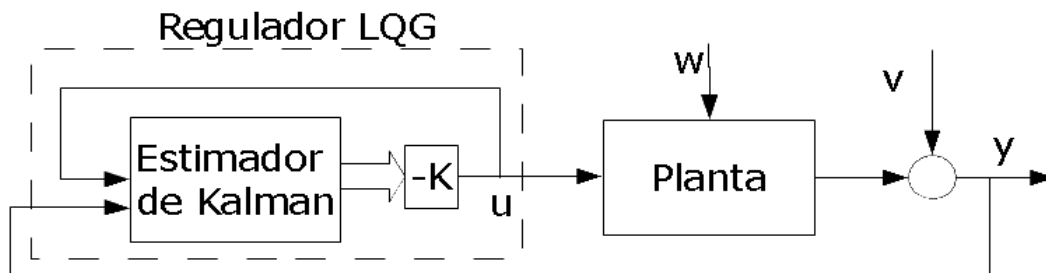 Regulador LQG
w
v
Estimador
de Kalman
-K
u
Planta
y